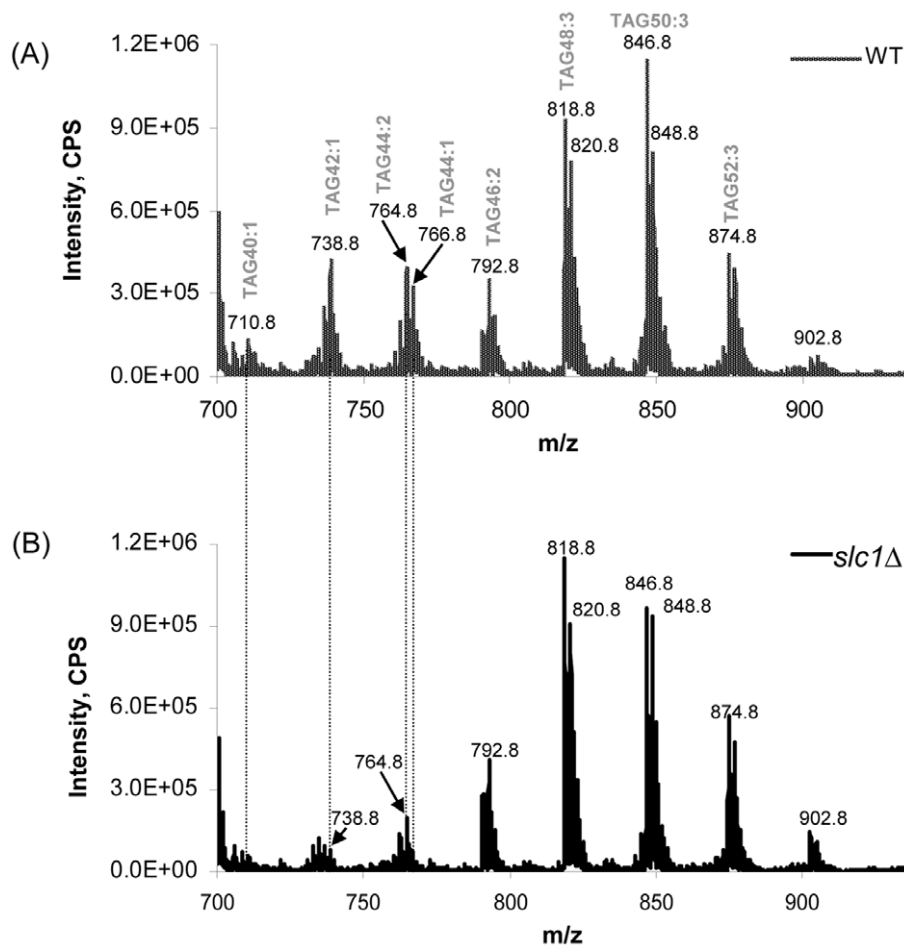 (A)
Intensity, CPS
1.2E+06
9.0E+05
6.0E+05
3.0E+05
0.0E+00
TAG40:1
710.8
TAG42:1
738.8
TAG44:2
764.8
TAG44:1
766.8
TAG46:2
792.8
TAG48:3
818.8
820.8
TAG50:3
846.8
848.8
TAG52:3
874.8
902.8
WT
700
750
800
850
900
m/z
(B)
Intensity, CPS
1.2E+06
9.0E+05
6.0E+05
3.0E+05
0.0E+00
738.8
764.8
792.8
818.8
820.8
846.8
848.8
874.8
902.8
slc1Δ
700
750
800
850
900
m/z